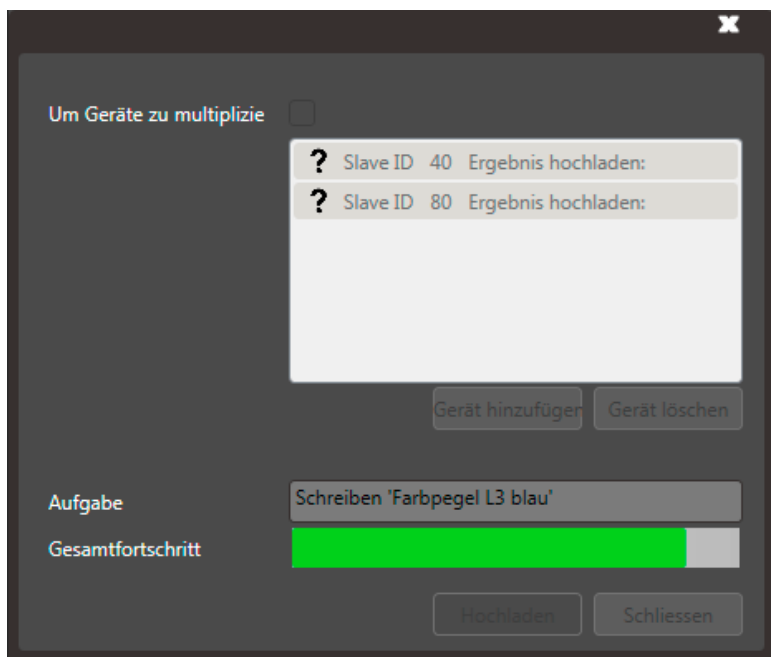 Um Geräte zu multiplizie
? Slave ID 40 Ergebnis hochladen:
? Slave ID 80 Ergebnis hochladen:
Gerät hinzufügen Gerät löschen
Aufgabe Schreiben 'Farbpegel L3 blau'
Gesamtfortschritt
Hochladen Schliessen